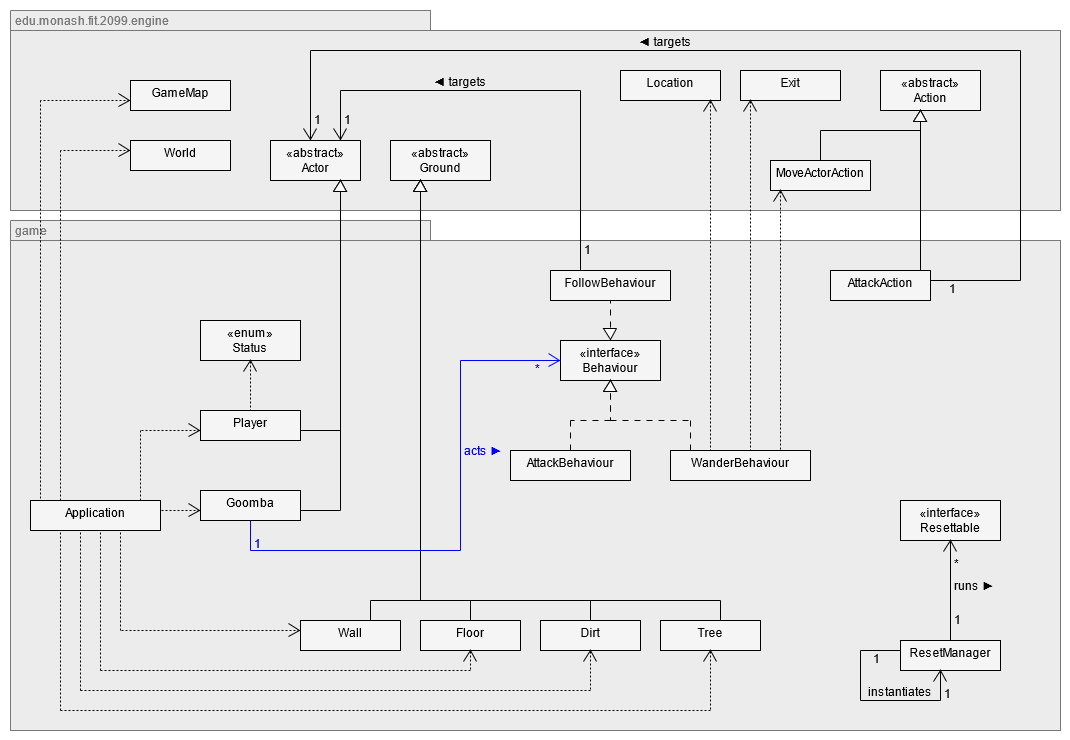 edu.monash.fit.2099.engine
◄ targets
◄ targets
GameMap
Location
Exit
«abstract»
Action
1
1
World
«abstract»
Actor
«abstract»
Ground
MoveActorAction
game
1
FollowBehaviour
AttackAction
1
«enum»
Status
«interface»
Behaviour
*
Player
acts ►
AttackBehaviour
WanderBehaviour
Goomba
Application
1
«interface»
Resettable
*
runs ►
1
Wall
Floor
Dirt
Tree
ResetManager
1
instantiates
1